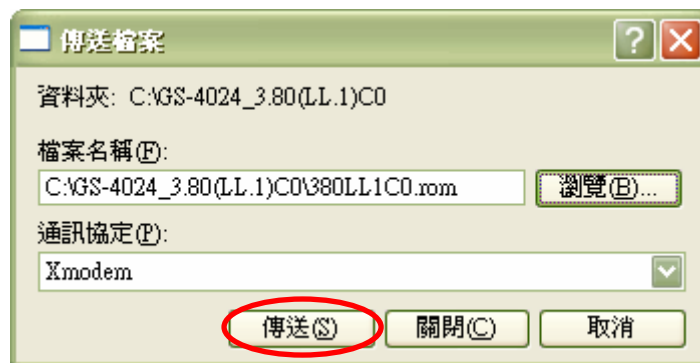 傳送檔案
資料夾: C:\GS-4024_3.80(LL.1)C0
檔案名稱(F):
C:\GS-4024_3.80(LL.1)C0\380LL1C0.rom 瀏覽(B)...
通訊協定(P):
Xmodem
傳送(S) 關閉(C) 取消